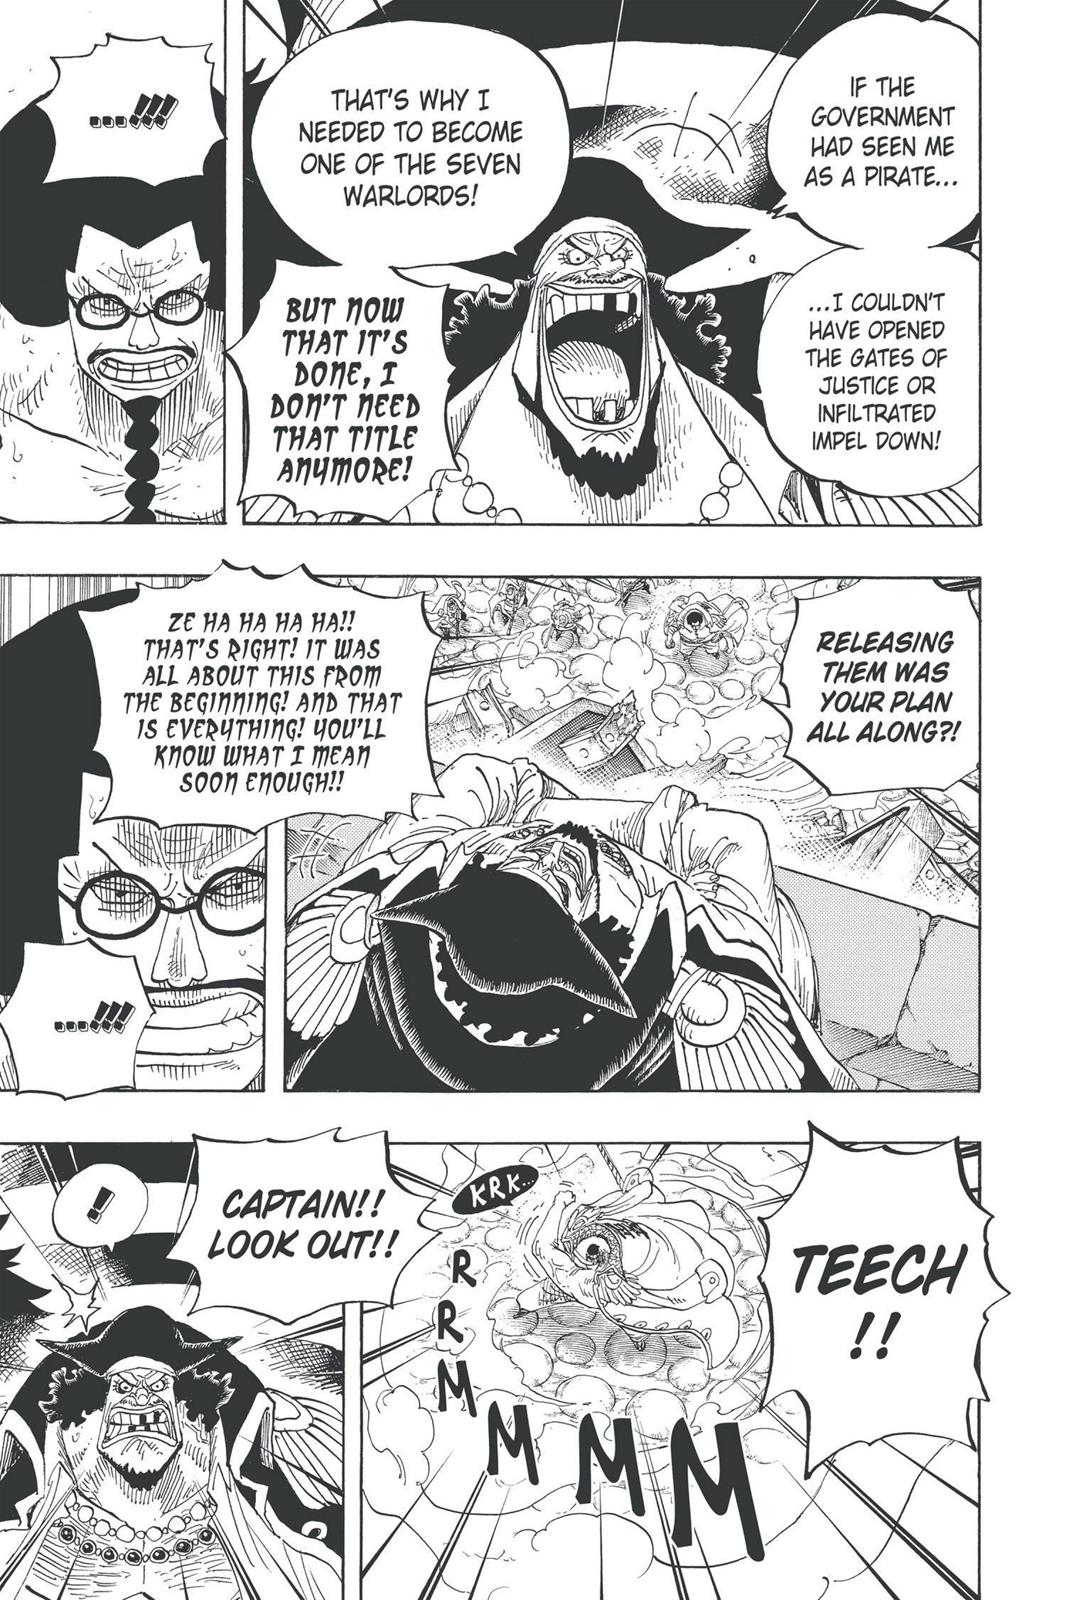 IF THE
GOVERNMENT
HAD SEEN ME
AS A PIRATE...
...I COULDN'T
HAVE OPENED
THE GATES OF
JUSTICE OR
INFILTRATED
IMPEL DOWN!
THAT'S WHY I
NEEDED TO BECOME
ONE OF THE SEVEN
WARLORDS!
BUT NOW
THAT IT'S
DONE, I
DON'T NEED
THAT TITLE
ANYMORE!
...!!!
RELEASING
THEM WAS
YOUR PLAN
ALL ALONG?!
ZE HA HA HA HA!!
THAT'S RIGHT! IT WAS
ALL ABOUT THIS FROM
THE BEGINNING! AND THAT
IS EVERYTHING! YOU'LL
KNOW WHAT I MEAN
SOON ENOUGH!!
...!!!
TEECH
!!
KRK...
RRMMMM
CAPTAIN!!
LOOK OUT!!
!